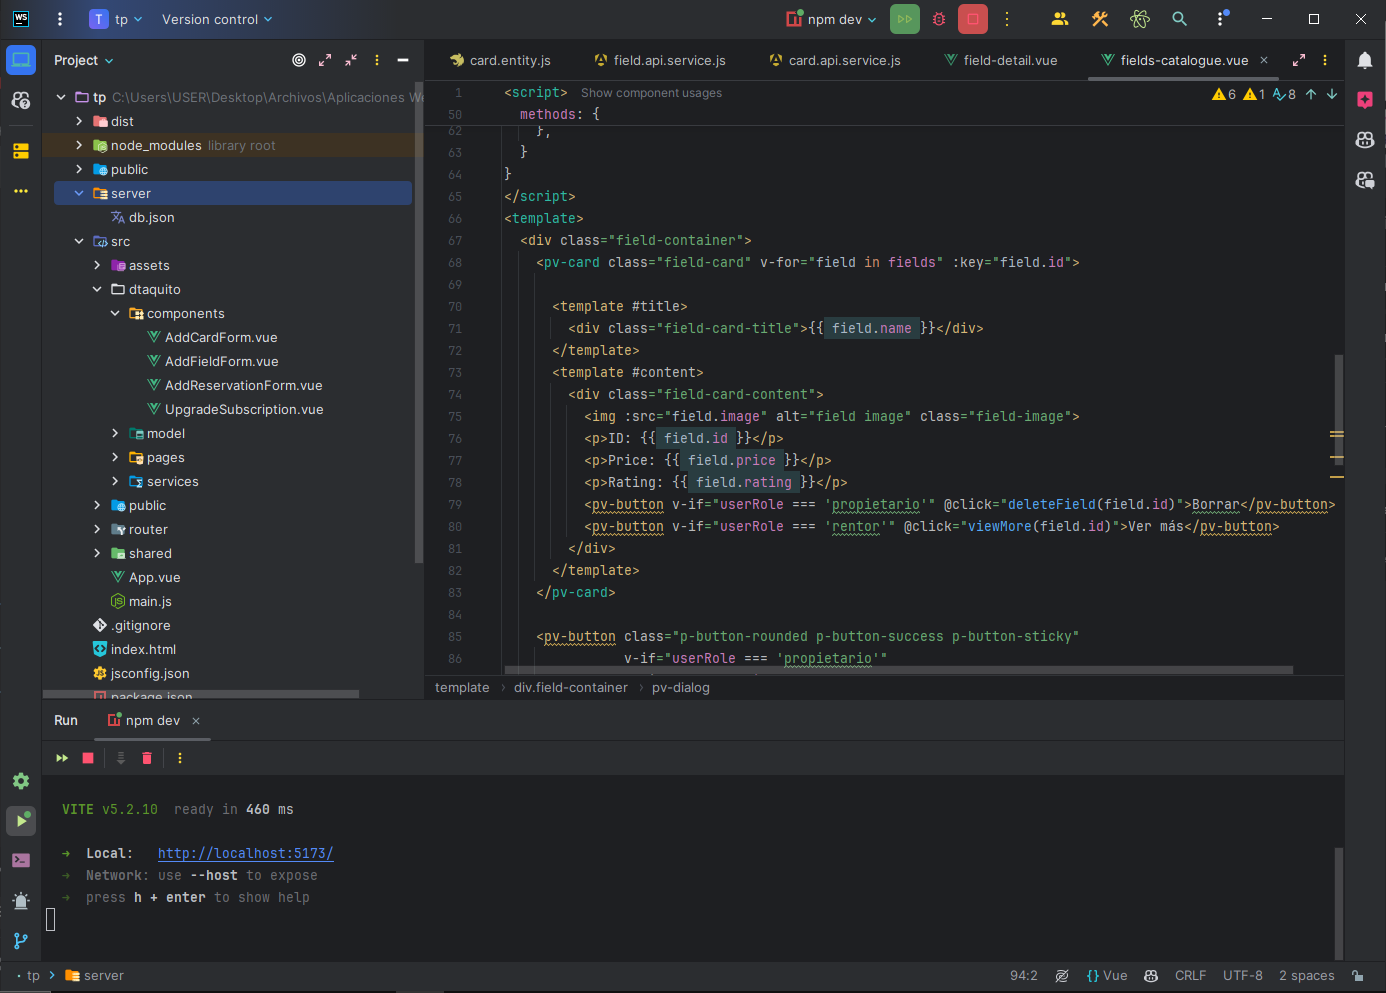 WS
T tp
Version control
npm dev
Project
card.entity.js
field.api.service.js
card.api.service.js
field-detail.vue
fields-catalogue.vue
tp C:\Users\USER\Desktop\Archivos\Aplicaciones We
dist
node_modules library root
public
server
db.json
src
assets
dtaquito
components
AddCardForm.vue
AddFieldForm.vue
AddReservationForm.vue
UpgradeSubscription.vue
model
pages
services
public
router
shared
App.vue
main.js
.gitignore
index.html
jsconfig.json
package.json
1 <script> Show component usages
6 1 8
50 methods: {
62 },
63 }
64 }
65 </script>
66 <template>
67 <div class="field-container">
68 <pv-card class="field-card" v-for="field in fields" :key="field.id">
69
70 <template #title>
71 <div class="field-card-title">{{ field.name }}</div>
72 </template>
73 <template #content>
74 <div class="field-card-content">
75 <img :src="field.image" alt="field image" class="field-image">
76 <p>ID: {{ field.id }}</p>
77 <p>Price: {{ field.price }}</p>
78 <p>Rating: {{ field.rating }}</p>
79 <pv-button v-if="userRole === 'propietario'" @click="deleteField(field.id)">Borrar</pv-button>
80 <pv-button v-if="userRole === 'rentor'" @click="viewMore(field.id)">Ver más</pv-button>
81 </div>
82 </template>
83 </pv-card>
84
85 <pv-button class="p-button-rounded p-button-success p-button-sticky"
86 v-if="userRole === 'propietario'"
template
div.field-container
pv-dialog
Run
npm dev
VITE v5.2.10 ready in 460 ms
➜ Local: http://localhost:5173/
➜ Network: use --host to expose
➜ press h + enter to show help
tp
server
94:2
{} Vue
CRLF
UTF-8
2 spaces